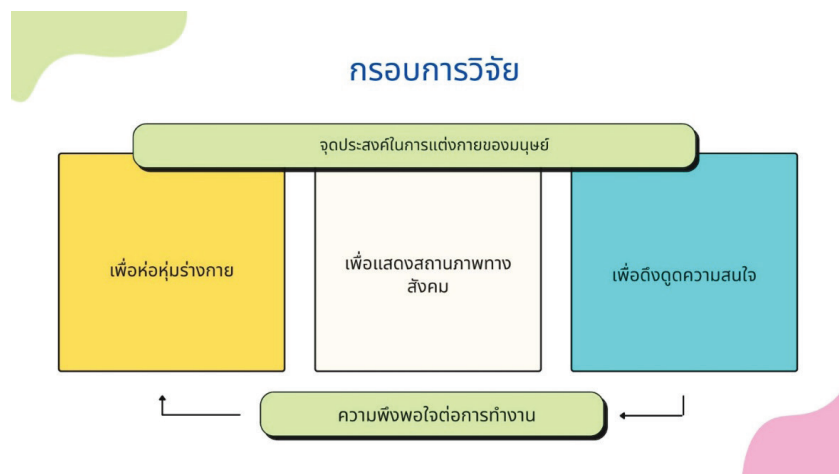 กรอบการวิจัย
จุดประสงค์ในการแต่งกายของมนุษย์
เพื่อห่อหุ่มร่างกาย
เพื่อแสดงสถานภาพทาง
สังคม
เพื่อดึงดูดความสนใจ
ความพึงพอใจต่อการทำงาน